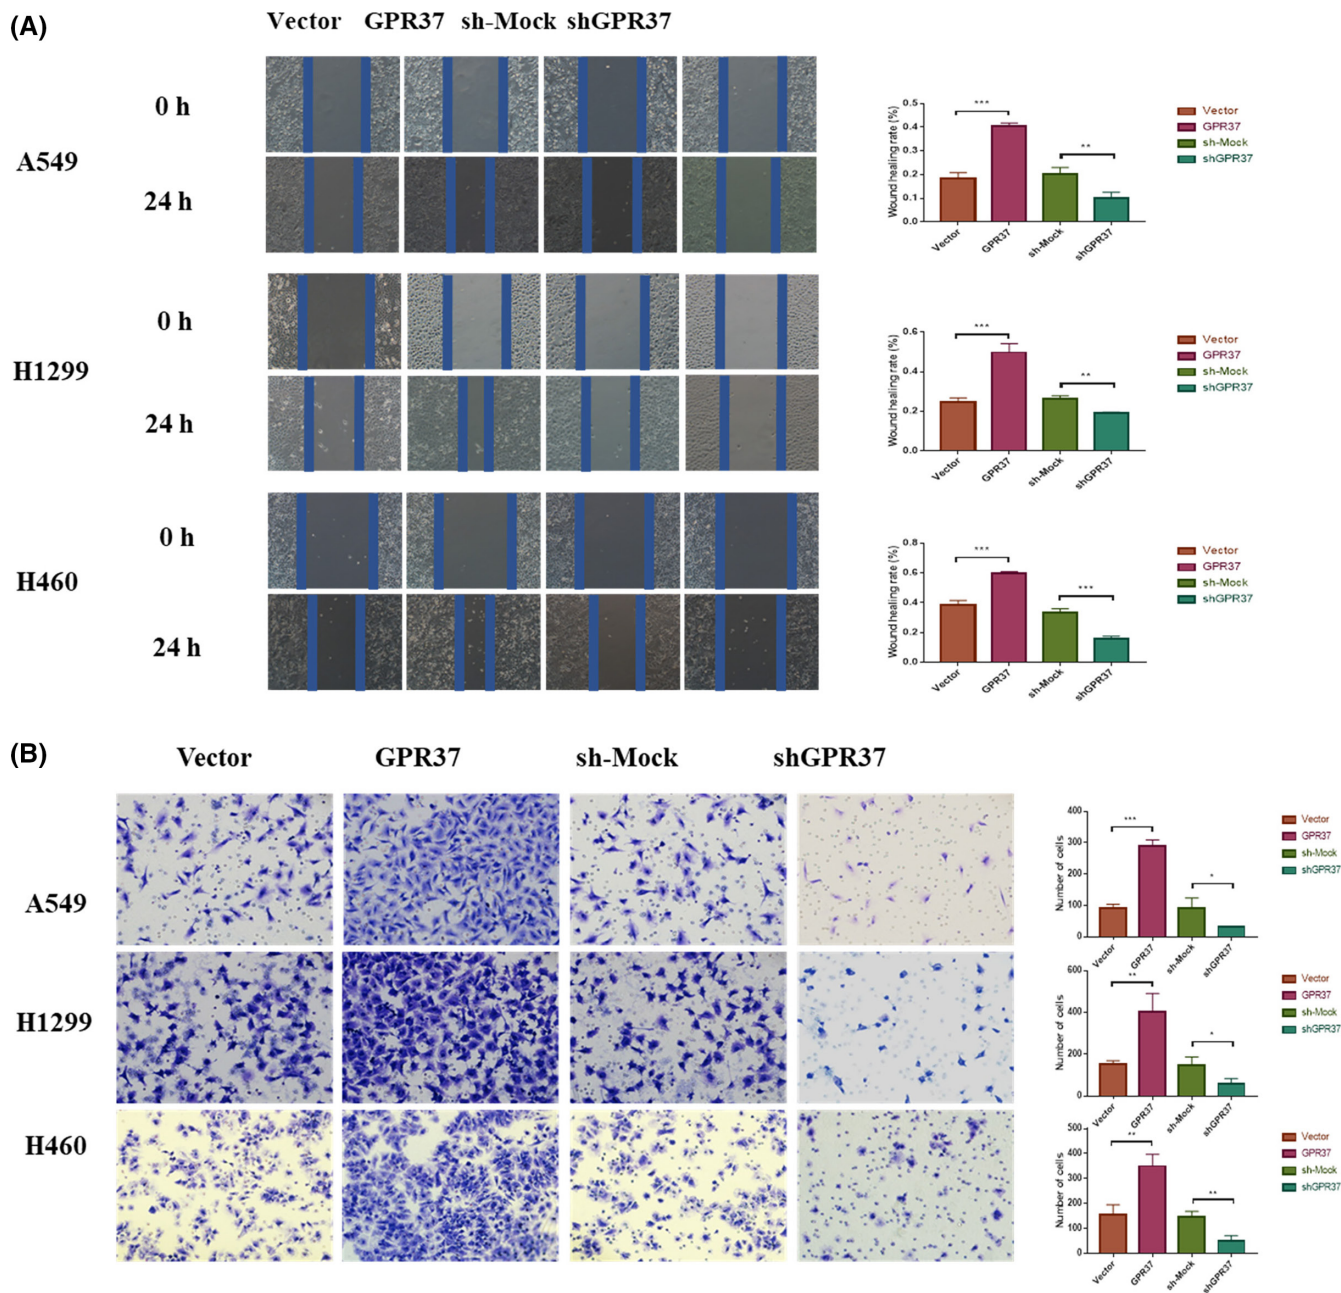 (A)
Vector GPR37 sh-Mock shGPR37
A549
0 h
24 h
H1299
0 h
24 h
H460
0 h
24 h
Wound healing rate (%)
0.5
0.4
0.3
0.2
0.1
0.0
***
**
Vector
GPR37
sh-Mock
shGPR37
Vector
GPR37
sh-Mock
shGPR37
Wound healing rate (%)
0.6
0.4
0.2
0.0
***
**
Vector
GPR37
sh-Mock
shGPR37
Vector
GPR37
sh-Mock
shGPR37
Wound healing rate (%)
0.8
0.6
0.4
0.2
0.0
***
***
Vector
GPR37
sh-Mock
shGPR37
Vector
GPR37
sh-Mock
shGPR37
(B)
Vector GPR37 sh-Mock shGPR37
A549
H1299
H460
Number of cells
400
300
200
100
0
***
*
Vector
GPR37
sh-Mock
shGPR37
Vector
GPR37
sh-Mock
shGPR37
Number of cells
600
400
200
0
**
*
Vector
GPR37
sh-Mock
shGPR37
Vector
GPR37
sh-Mock
shGPR37
Number of cells
500
400
300
200
100
0
**
**
Vector
GPR37
sh-Mock
shGPR37
Vector
GPR37
sh-Mock
shGPR37